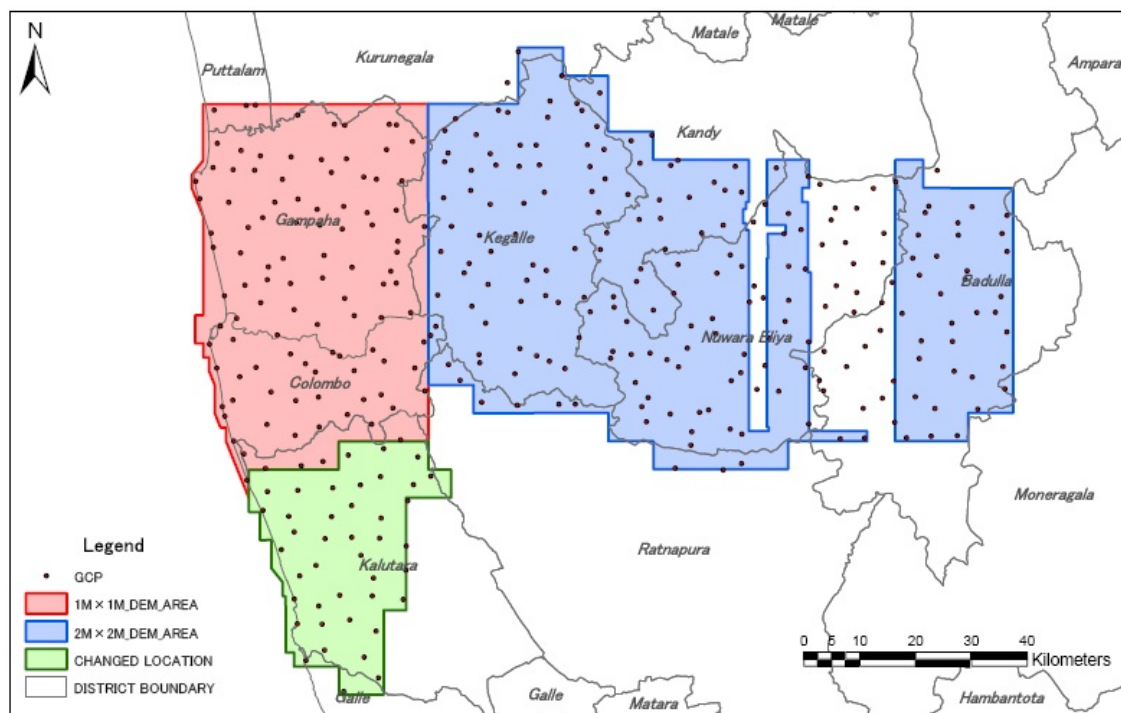 N
Matale
Matale
Kurunegala
Puttalam
Ampara
Kandy
Gampaha
Kegalle
Badulla
Nuwara Eliya
Colombo
Moneragala
Ratnapura
Kalutara
Legend
GCP
1M×1M_DEM_AREA
2M×2M_DEM_AREA
CHANGED LOCATION
DISTRICT BOUNDARY
0 5 10 20 30 40
Kilometers
Galle
Galle
Matara
Hambantota